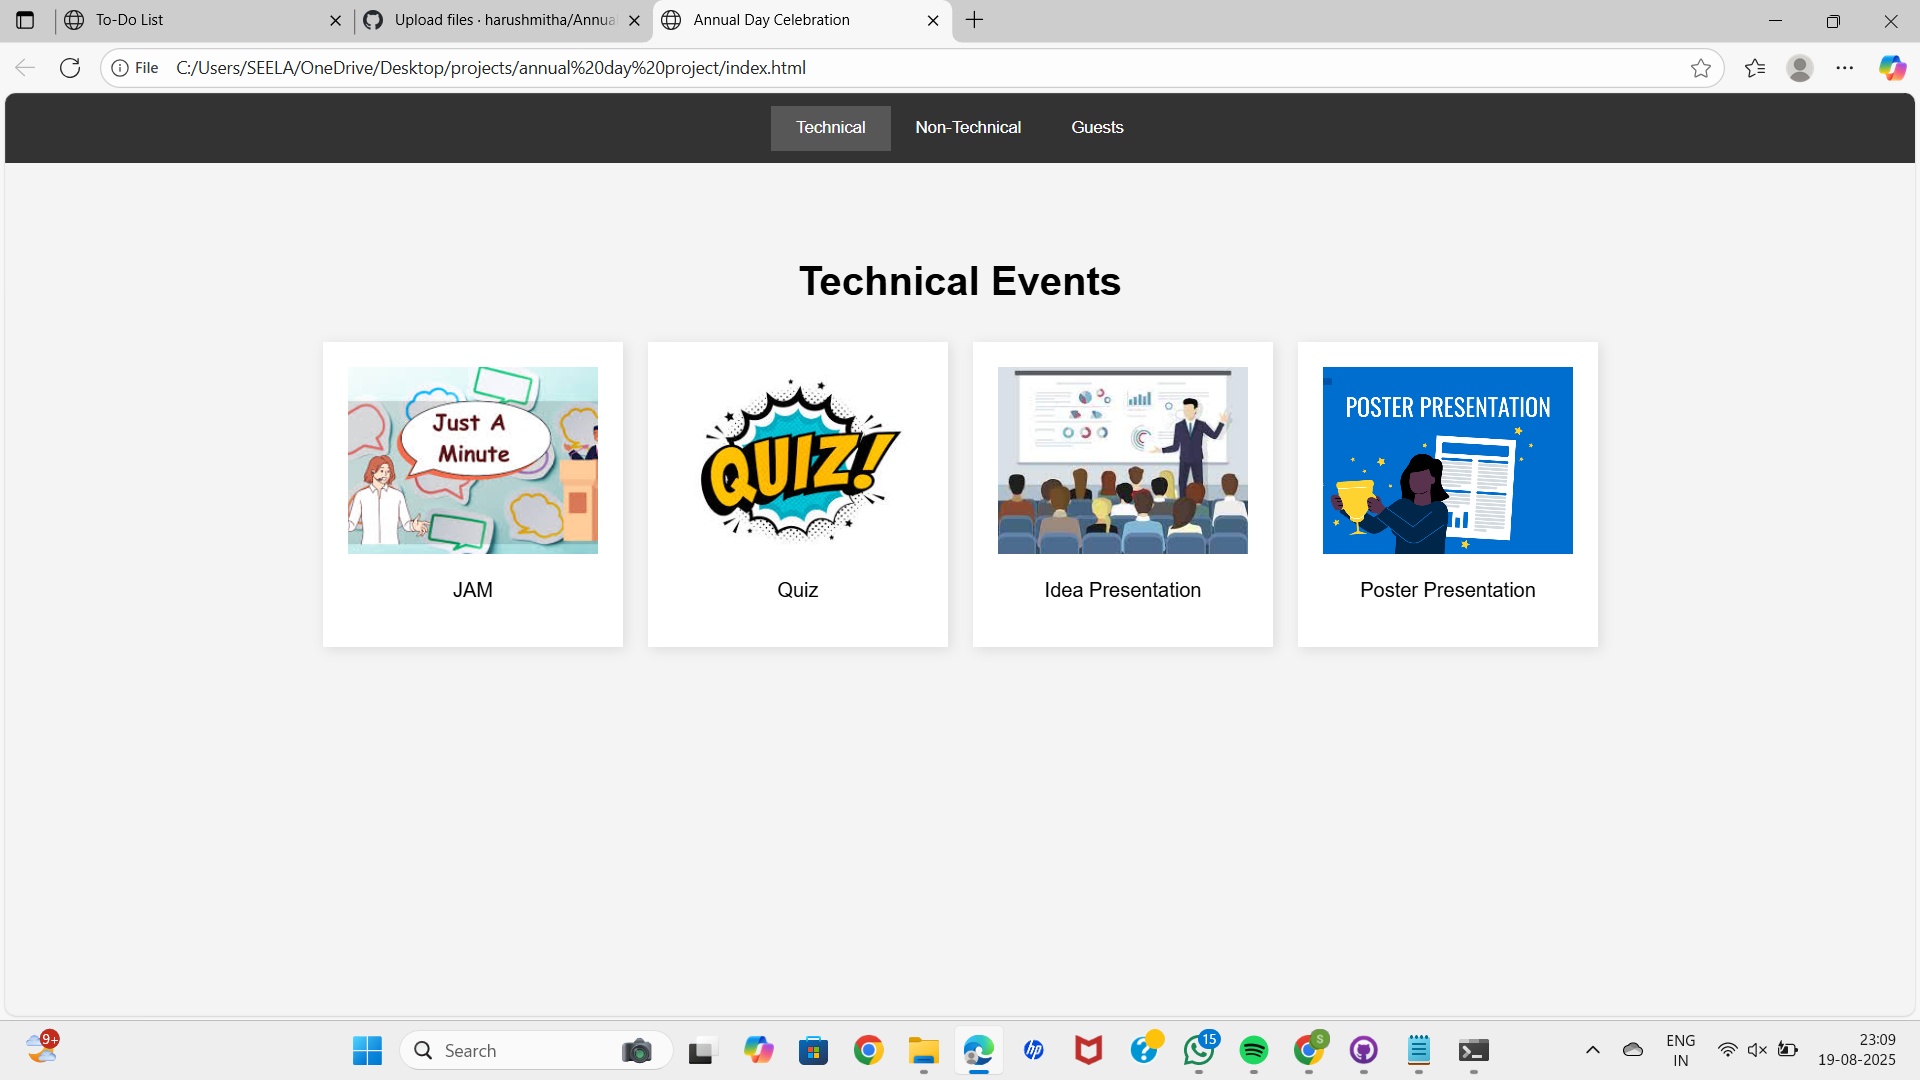 To-Do List
Upload files · harushmitha/Annua
Annual Day Celebration
File
C:/Users/SEELA/OneDrive/Desktop/projects/annual%20day%20project/index.html
Technical
Non-Technical
Guests
Technical Events
Just A
Minute
QUIZ!
POSTER PRESENTATION
JAM
Quiz
Idea Presentation
Poster Presentation
9+
Search
hp
15
S
ENG
IN
23:09
19-08-2025